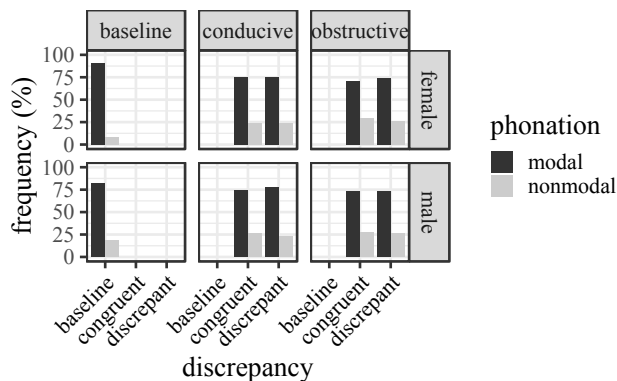 baseline conducive obstructive
100
75
50
25
0
female
100
75
50
25
0
male
frequency (%)
baseline congruent discrepant baseline congruent discrepant baseline congruent discrepant
discrepancy
phonation
modal
nonmodal